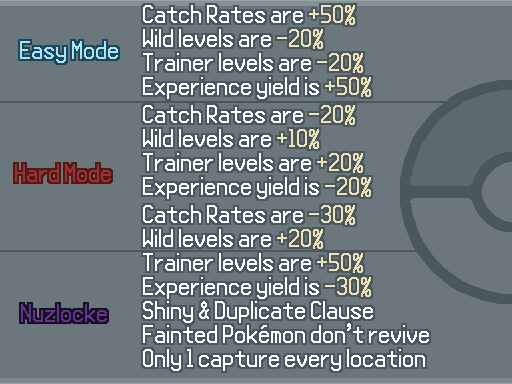 Easy Mode
Catch Rates are +50%
Wild levels are -20%
Trainer levels are -20%
Experience yield is +50%
Hard Mode
Catch Rates are -20%
Wild levels are +10%
Trainer levels are +20%
Experience yield is -20%
Nuzlocke
Catch Rates are -30%
Wild levels are +20%
Trainer levels are +50%
Experience yield is -30%
Shiny & Duplicate Clause
Fainted Pokémon don't revive
Only 1 capture every location